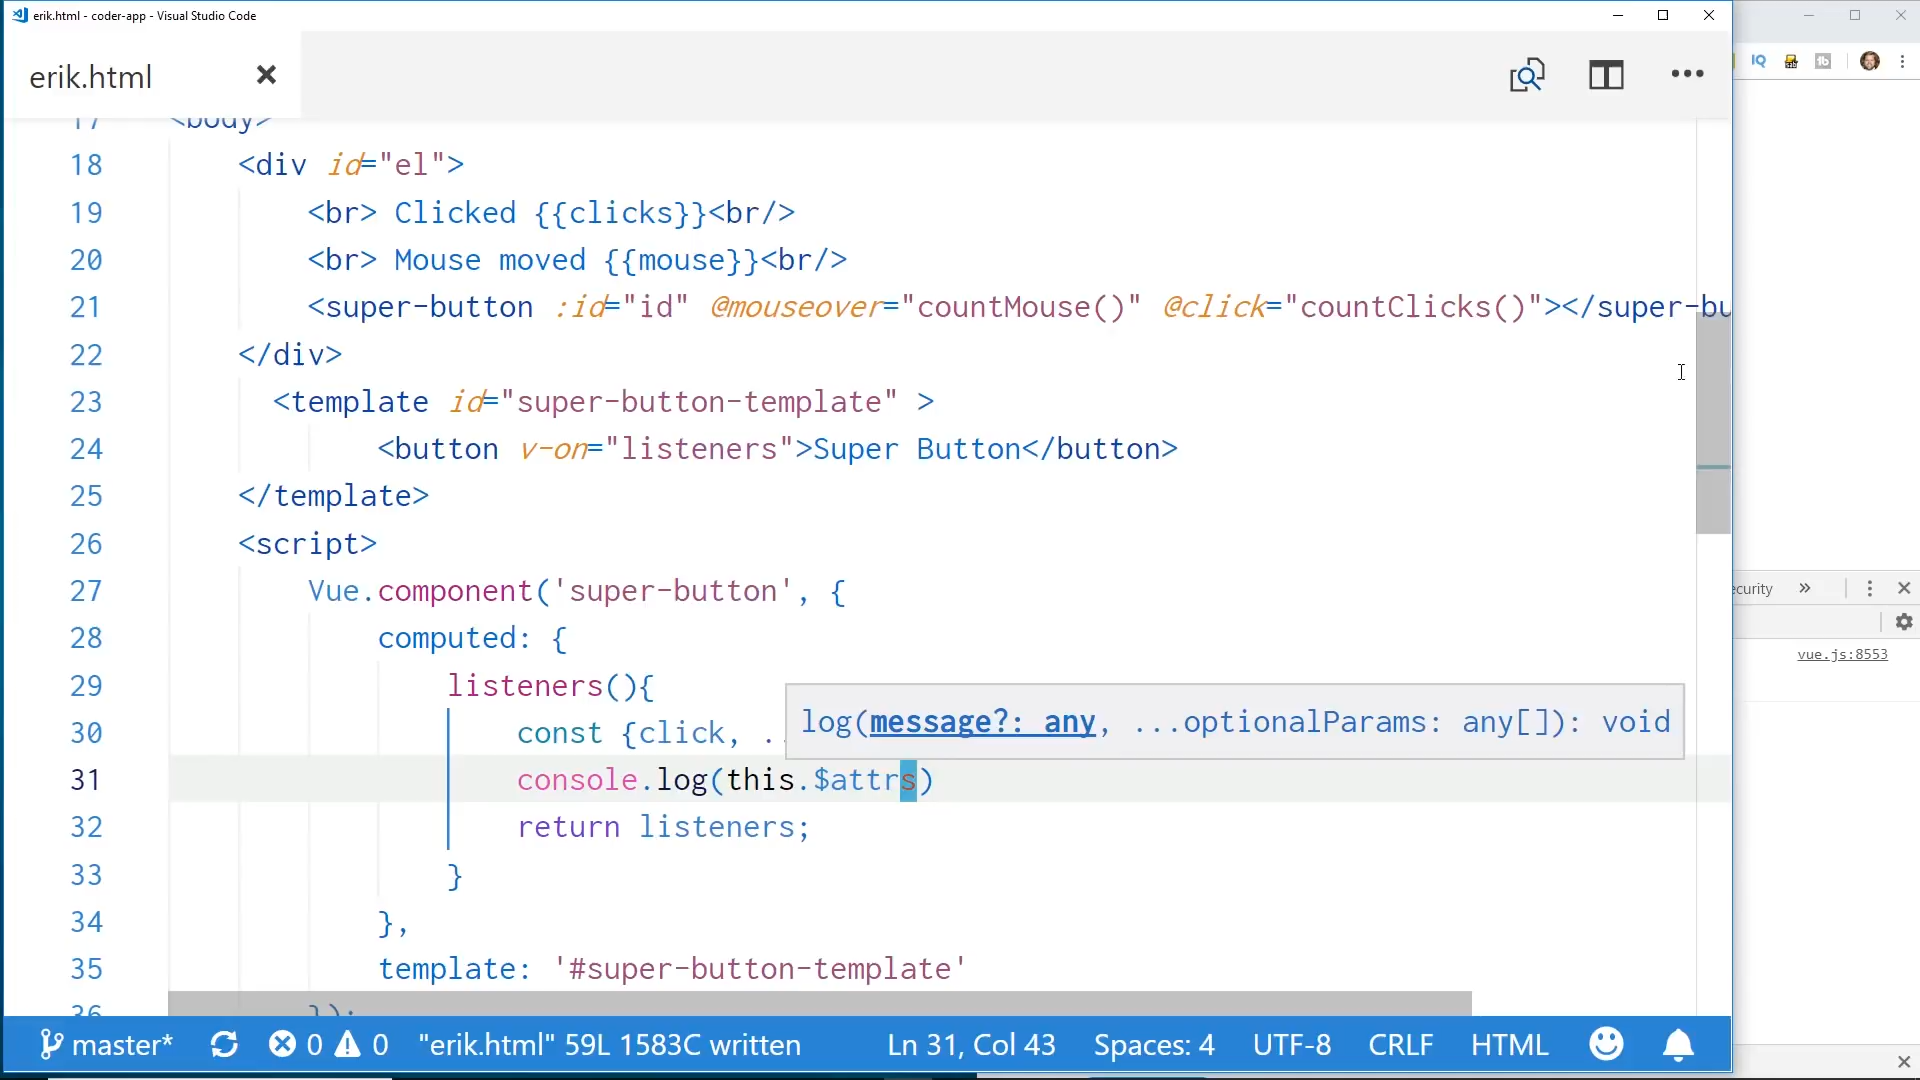 erik.html - coder-app - Visual Studio Code
erik.html
IQ
17 <body>
18 <div id="el">
19 <br> Clicked {{clicks}}<br/>
20 <br> Mouse moved {{mouse}}<br/>
21 <super-button :id="id" @mouseover="countMouse()" @click="countClicks()"></super-bu
22 </div>
23 <template id="super-button-template" >
24 <button v-on="listeners">Super Button</button>
25 </template>
26 <script>
27 Vue.component('super-button', {
28 computed: {
29 listeners(){
log(message?: any, ...optionalParams: any[]): void
30 const {click, ..
31 console.log(this.$attrs)
32 return listeners;
33 }
34 },
35 template: '#super-button-template'
36 });
ecurity
vue.js:8553
master* 0 0 "erik.html" 59L 1583C written Ln 31, Col 43 Spaces: 4 UTF-8 CRLF HTML